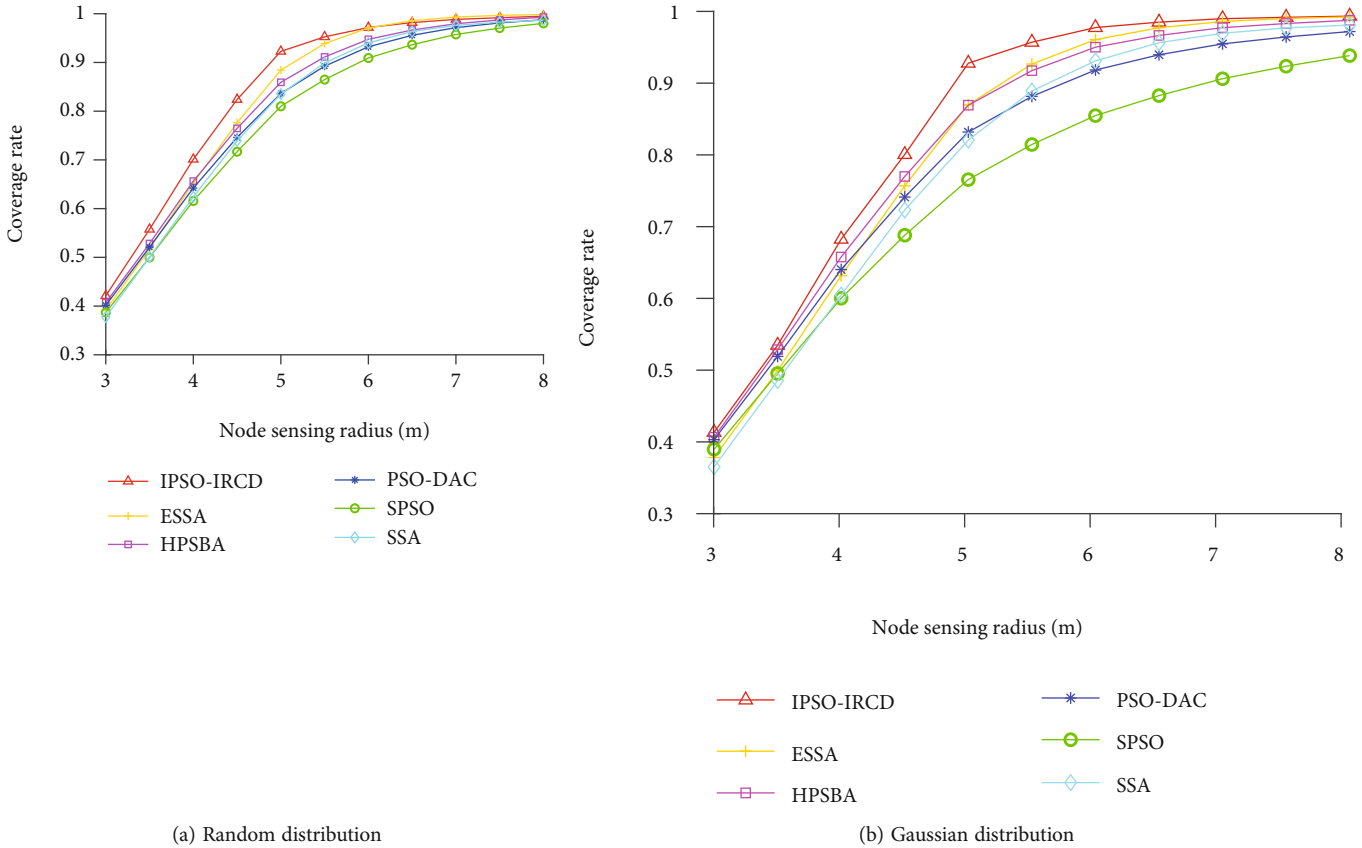 1
0.9
0.8
0.7
0.6
0.5
0.4
0.3
Coverage rate
3 4 5 6 7 8
Node sensing radius (m)
IPSO-IRCD
ESSA
HPSBA
PSO-DAC
SPSO
SSA
(a) Random distribution
1
0.9
0.8
0.7
0.6
0.5
0.4
0.3
Coverage rate
3 4 5 6 7 8
Node sensing radius (m)
IPSO-IRCD
ESSA
HPSBA
PSO-DAC
SPSO
SSA
(b) Gaussian distribution